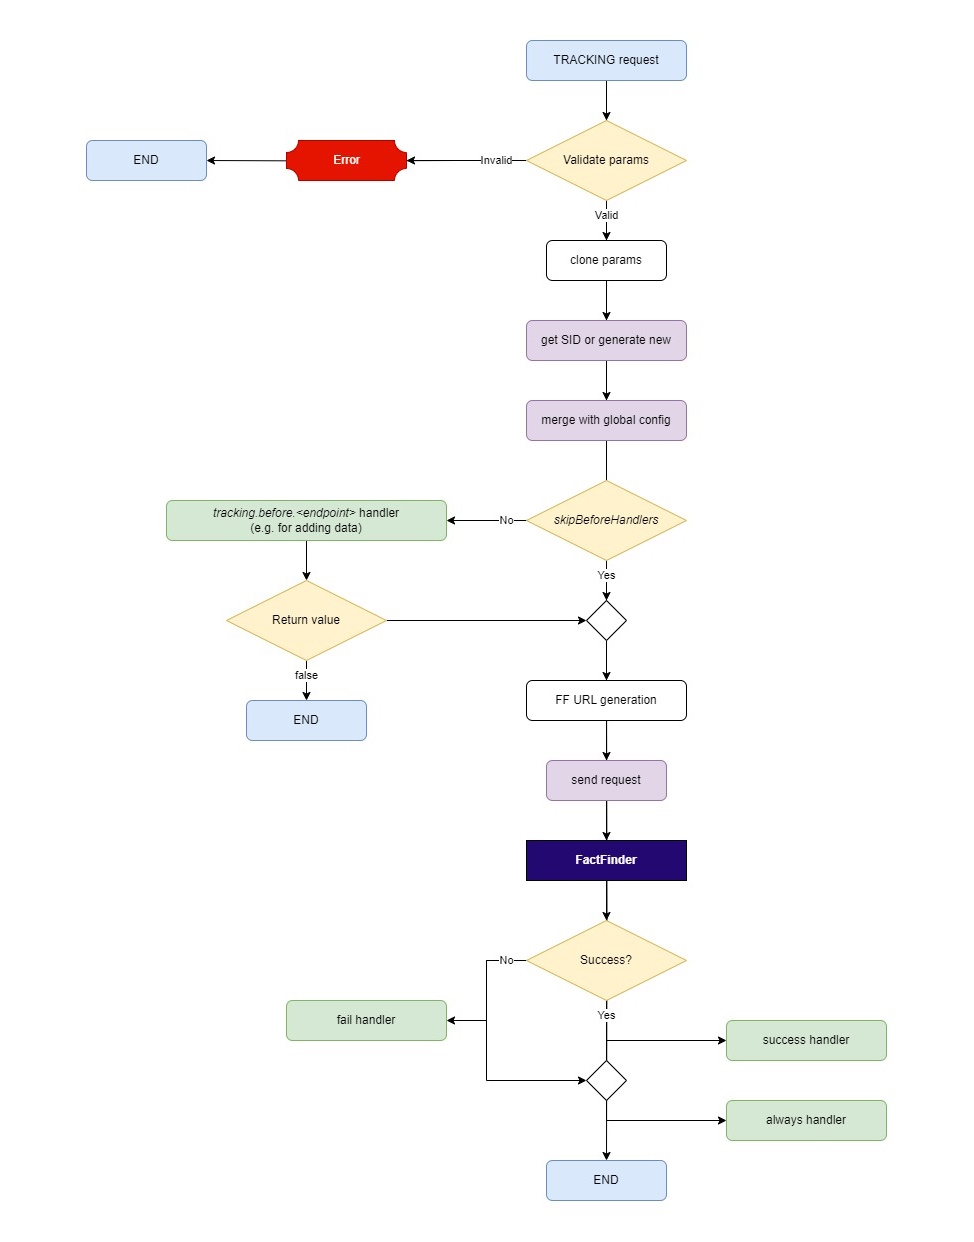 TRACKING request
Validate params
Invalid
Error
END
Valid
clone params
get SID or generate new
merge with global config
skipBeforeHandlers
No
tracking.before.<endpoint> handler
(e.g. for adding data)
Yes
Return value
false
END
FF URL generation
send request
FactFinder
Success?
No
Yes
fail handler
success handler
always handler
END